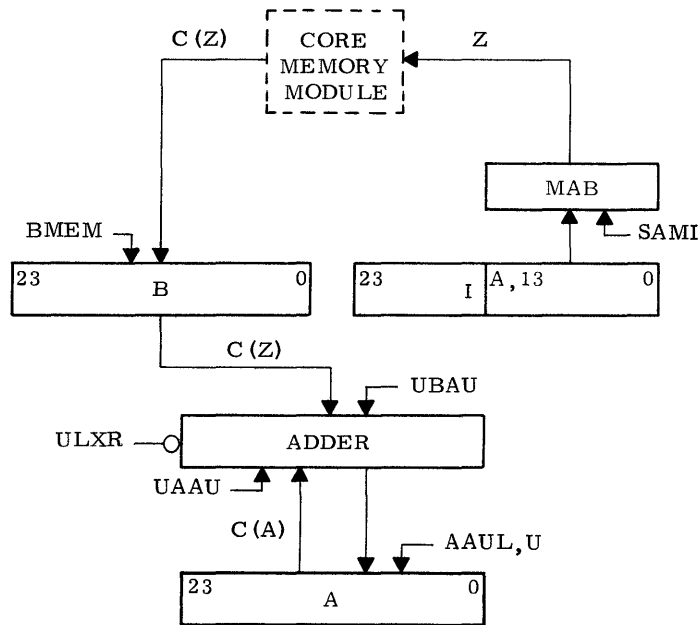 C(Z)
CORE
MEMORY
MODULE
Z
MAB
BMEM
SAMI
23 B 0
23 I A,13 0
C(Z)
UBAU
ULXR
ADDER
UAAU
C(A)
AAUL,U
23 A 0